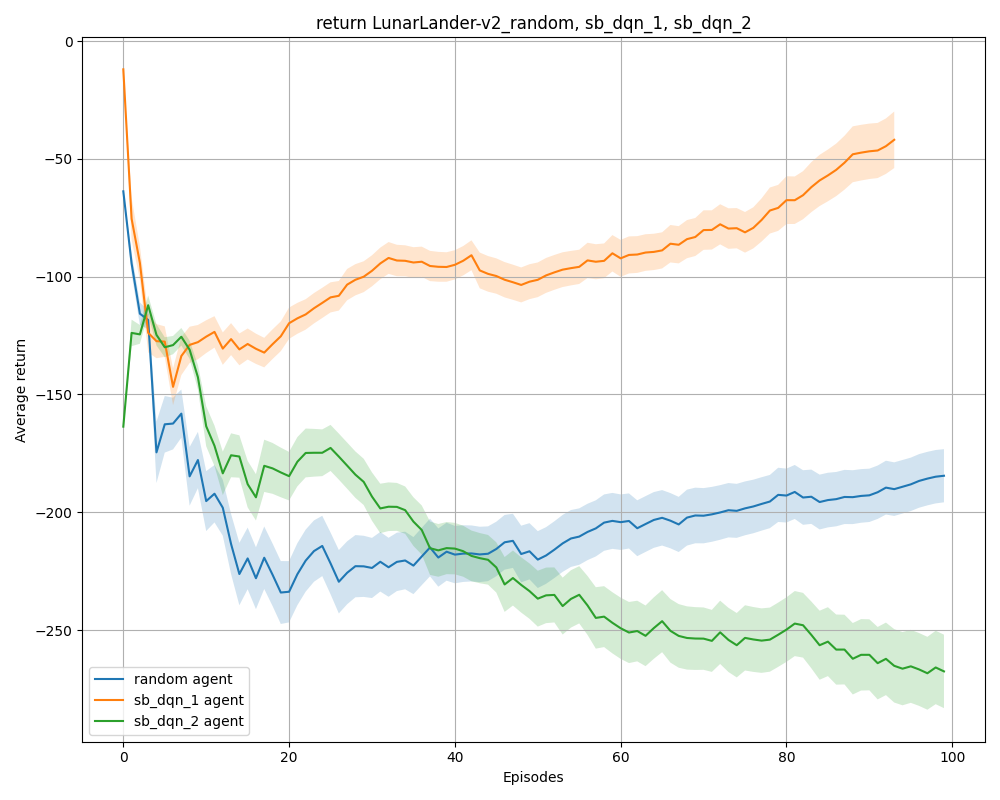 return LunarLander-v2_random, sb_dqn_1, sb_dqn_2
0
−50
−100
−150
−200
−250
Average return
random agent
sb_dqn_1 agent
sb_dqn_2 agent
0 20 40 60 80 100
Episodes